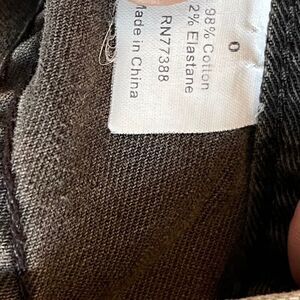 0
98% Cotton
2% Elastane
RN77388
Made in China